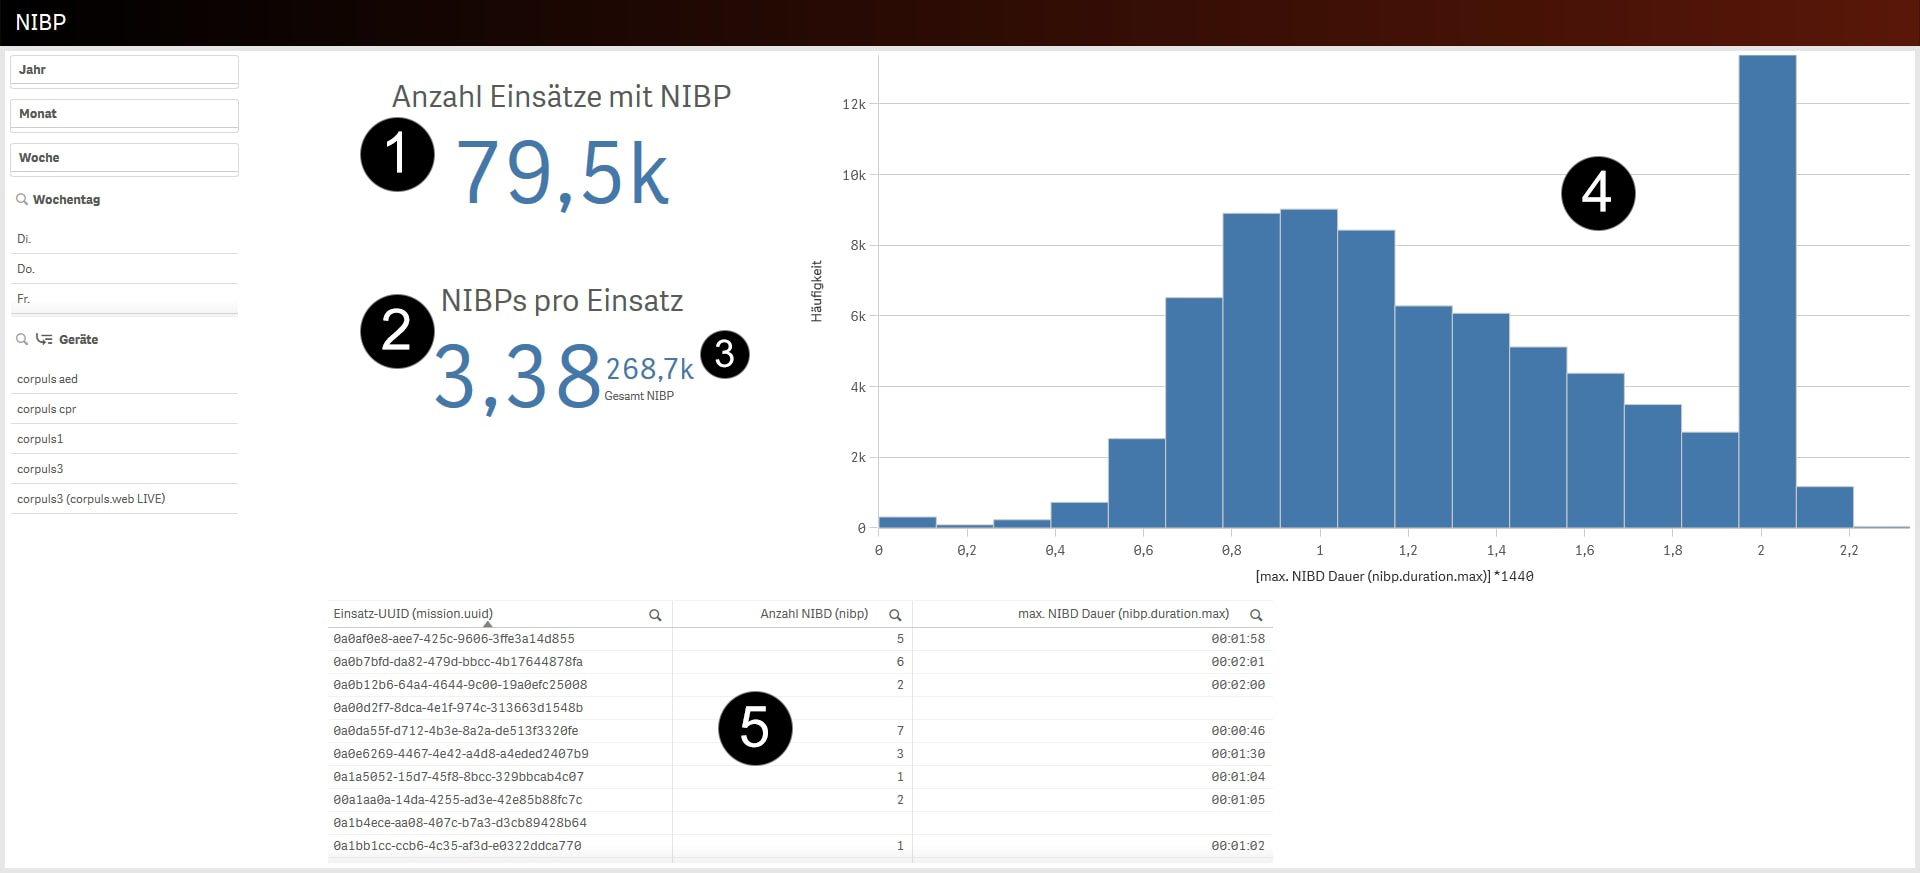 NIBP
Jahr
Monat
Woche
Wochentag
Di.
Do.
Fr.
Geräte
corpuls aed
corpuls cpr
corpuls1
corpuls3
corpuls3 (corpuls.web LIVE)
Anzahl Einsätze mit NIBP
1
79,5k
NIBPs pro Einsatz
2
3,38
268,7k
3
Gesamt NIBP
Häufigkeit
12k
10k
8k
6k
4k
2k
0
4
0 0,2 0,4 0,6 0,8 1 1,2 1,4 1,6 1,8 2 2,2
[max. NIBD Dauer (nibp.duration.max)] *1440
Einsatz-UUID (mission.uuid) Anzahl NIBD (nibp) max. NIBD Dauer (nibp.duration.max)
0a0af0e8-aee7-425c-9606-3ffe3a14d855 5 00:01:58
0a0b7bfd-da82-479d-bbcc-4b17644878fa 6 00:02:01
0a0b12b6-64a4-4644-9c00-19a0efc25008 2 00:02:00
0a00d2f7-8dca-4e1f-974c-313663d1548b
0a0da55f-d712-4b3e-8a2a-de513f3320fe 7 00:00:46
0a0e6269-4467-4e42-a4d8-a4eded2407b9 3 00:01:30
0a1a5052-15d7-45f8-8bcc-329bbcab4c07 1 00:01:04
00a1aa0a-14da-4255-ad3e-42e85b88fc7c 2 00:01:05
0a1b4ece-aa08-407c-b7a3-d3cb89428b64
0a1bb1cc-ccb6-4c35-af3d-e0322ddca770 1 00:01:02
5